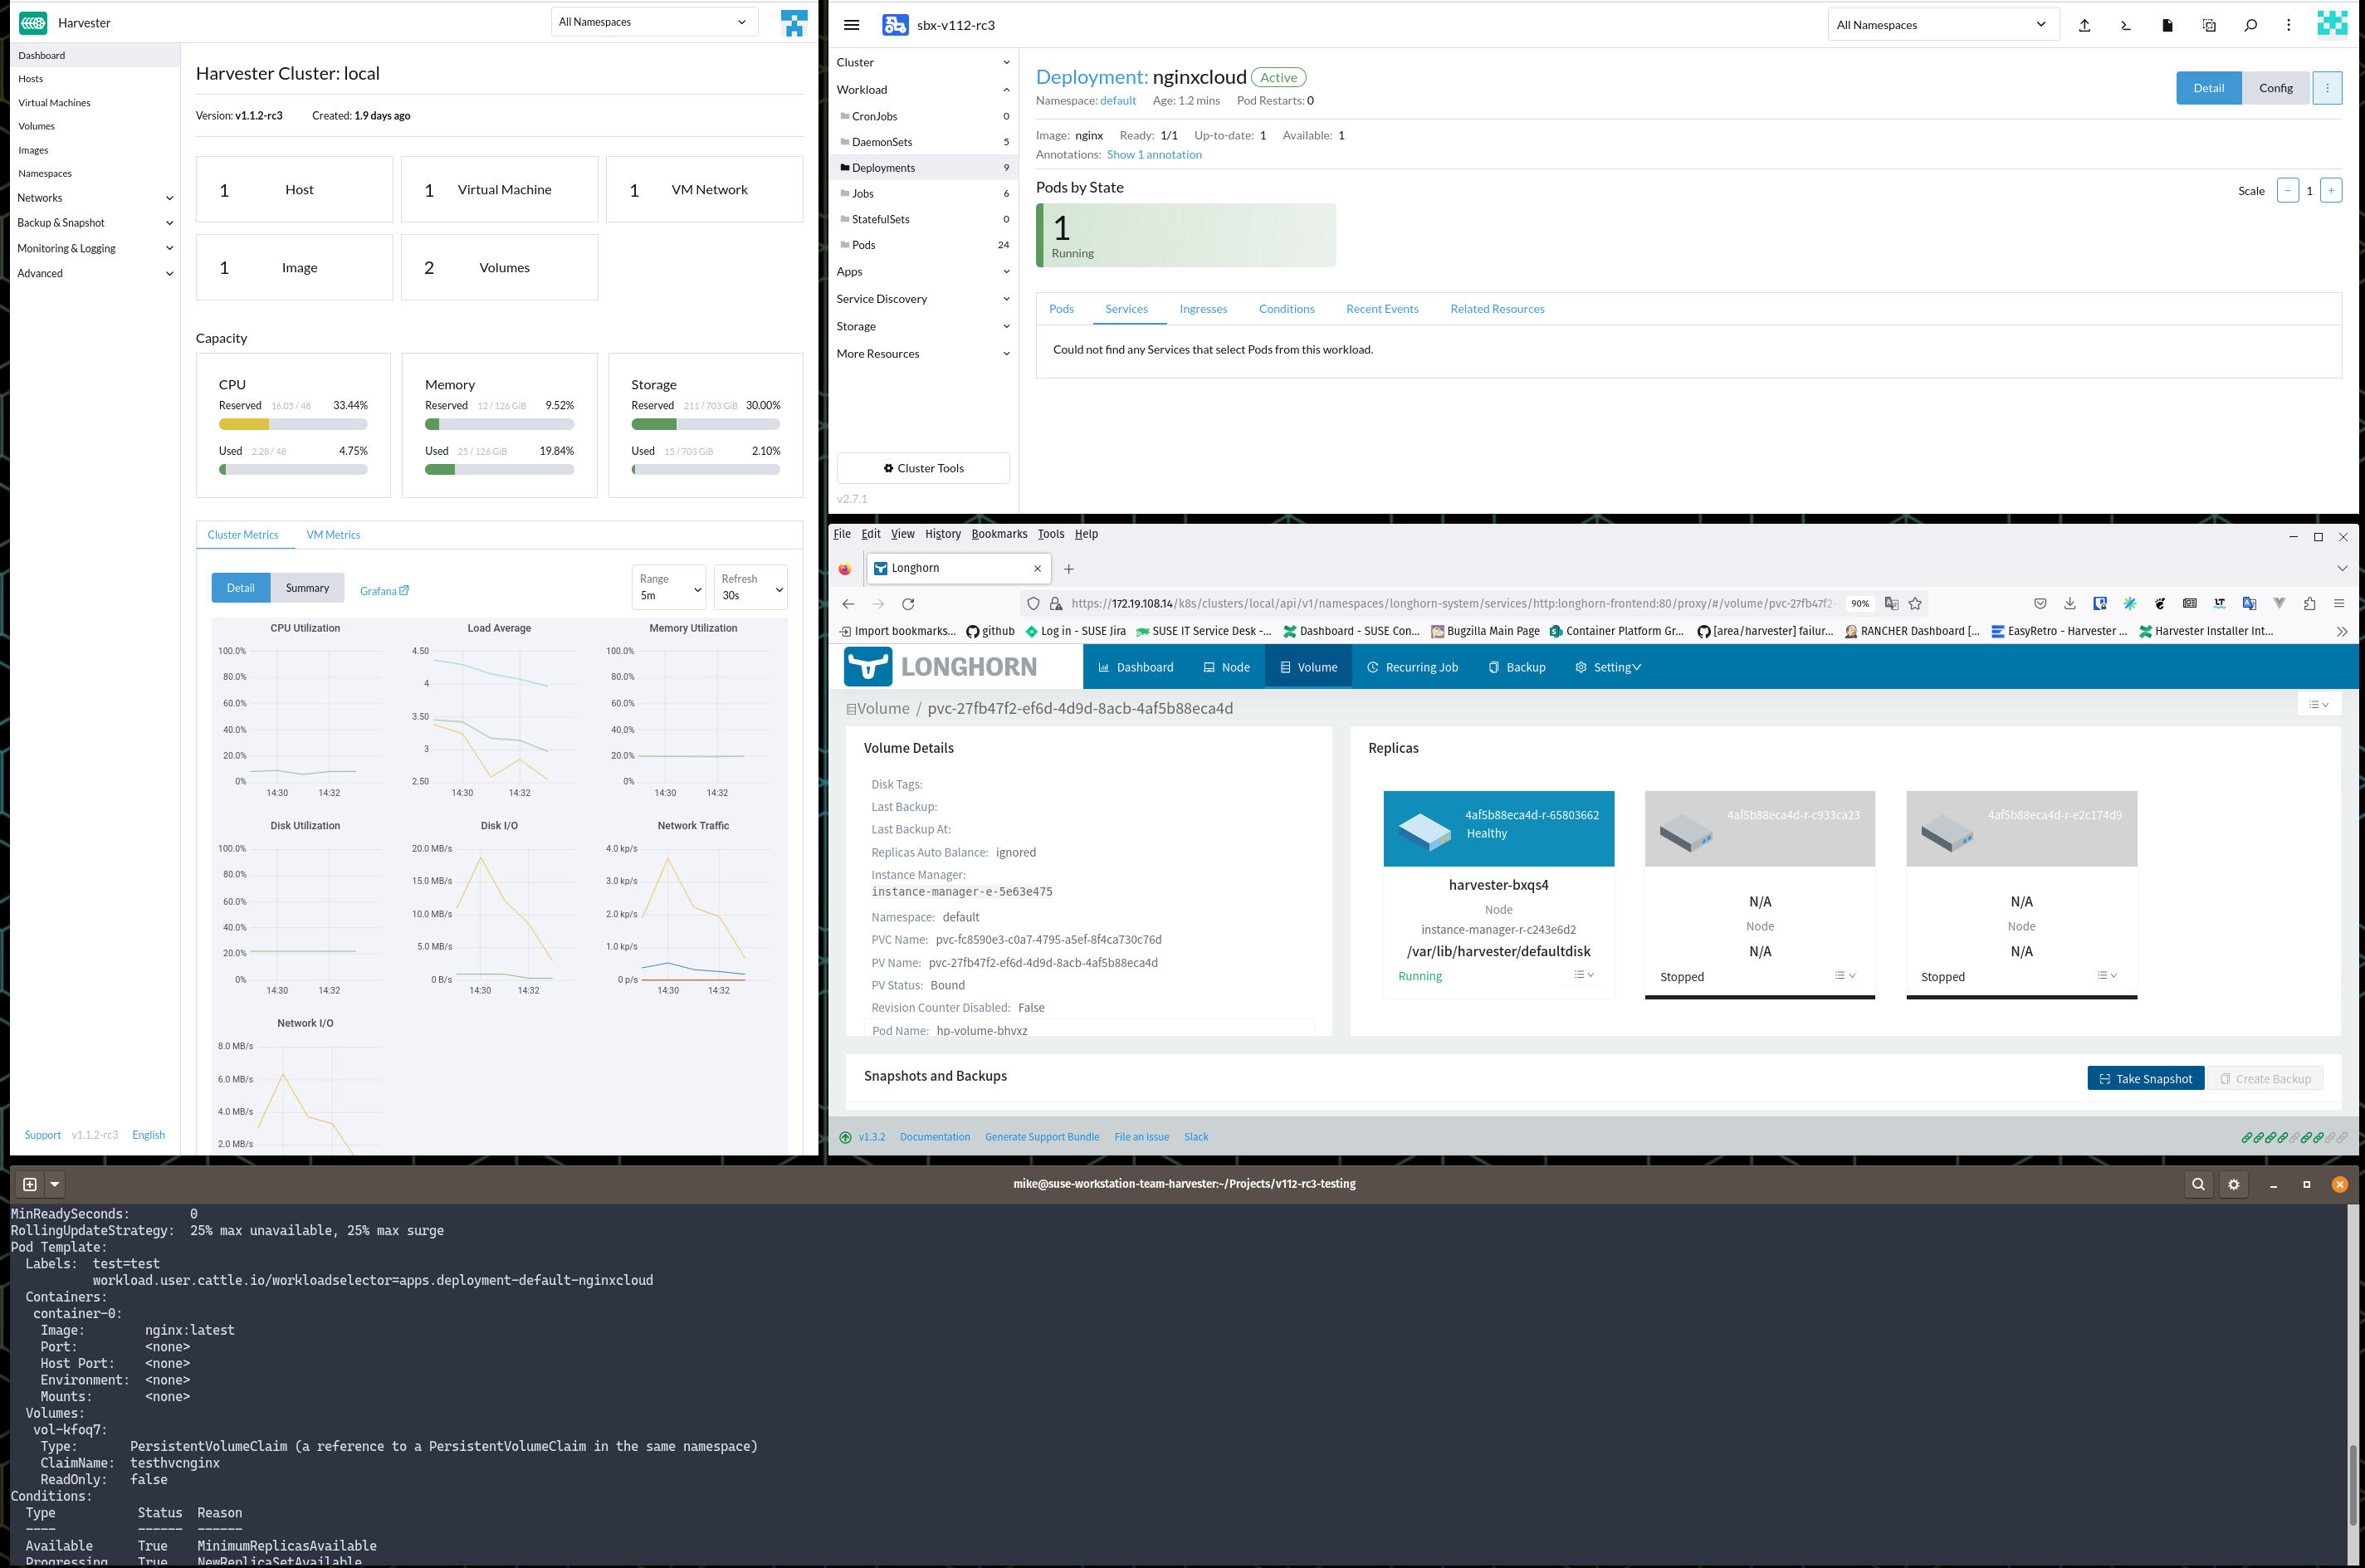 Harvester
All Namespaces
Dashboard
Hosts
Virtual Machines
Volumes
Images
Namespaces
Networks
Backup & Snapshot
Monitoring & Logging
Advanced
Support v1.1.2-rc3 English
Harvester Cluster: local
Version: v1.1.2-rc3 Created: 1.9 days ago
1 Host
1 Virtual Machine
1 VM Network
1 Image
2 Volumes
Capacity
CPU
Reserved 16.05 / 48 33.44%
Used 2.28 / 48 4.75%
Memory
Reserved 12 / 126 GiB 9.52%
Used 25 / 126 GiB 19.84%
Storage
Reserved 211 / 703 GiB 30.00%
Used 15 / 703 GiB 2.10%
Cluster Metrics VM Metrics
Detail Summary Grafana
Range
5m
Refresh
30s
CPU Utilization
100.0%
80.0%
60.0%
40.0%
20.0%
0%
14:30 14:32
Load Average
4.50
4
3.50
3
2.50
14:30 14:32
Memory Utilization
100.0%
80.0%
60.0%
40.0%
20.0%
0%
14:30 14:32
Disk Utilization
100.0%
80.0%
60.0%
40.0%
20.0%
0%
14:30 14:32
Disk I/O
20.0 MB/s
15.0 MB/s
10.0 MB/s
5.0 MB/s
0 B/s
14:30 14:32
Network Traffic
4.0 kp/s
3.0 kp/s
2.0 kp/s
1.0 kp/s
0 p/s
14:30 14:32
Network I/O
8.0 MB/s
6.0 MB/s
4.0 MB/s
2.0 MB/s
sbx-v112-rc3
All Namespaces
Cluster
Workload
CronJobs 0
DaemonSets 5
Deployments 9
Jobs 6
StatefulSets 0
Pods 24
Apps
Service Discovery
Storage
More Resources
Cluster Tools
v2.7.1
Deployment: nginxcloud Active
Namespace: default Age: 1.2 mins Pod Restarts: 0
Detail Config
Image: nginx Ready: 1/1 Up-to-date: 1 Available: 1
Annotations: Show 1 annotation
Pods by State
Scale - 1 +
1
Running
Pods Services Ingresses Conditions Recent Events Related Resources
Could not find any Services that select Pods from this workload.
File Edit View History Bookmarks Tools Help
Longhorn
https://172.19.108.14/k8s/clusters/local/api/v1/namespaces/longhorn-system/services/http:longhorn-frontend:80/proxy/#/volume/pvc-27fb47f2- 90%
Import bookmarks... github Log in - SUSE Jira SUSE IT Service Desk -... Dashboard - SUSE Con... Bugzilla Main Page Container Platform Gr... [area/harvester] failur... RANCHER Dashboard [... EasyRetro - Harvester ... Harvester Installer Int...
LONGHORN
Dashboard Node Volume Recurring Job Backup Setting
Volume / pvc-27fb47f2-ef6d-4d9d-8acb-4af5b88eca4d
Volume Details
Disk Tags:
Last Backup:
Last Backup At:
Replicas Auto Balance: ignored
Instance Manager:
instance-manager-e-5e63e475
Namespace: default
PVC Name: pvc-fc8590e3-c0a7-4795-a5ef-8f4ca730c76d
PV Name: pvc-27fb47f2-ef6d-4d9d-8acb-4af5b88eca4d
PV Status: Bound
Revision Counter Disabled: False
Pod Name: hp-volume-bhvxz
Replicas
4af5b88eca4d-r-65803662
Healthy
harvester-bxqs4
Node
instance-manager-r-c243e6d2
/var/lib/harvester/defaultdisk
Running
4af5b88eca4d-r-c933ca23
N/A
Node
N/A
Stopped
4af5b88eca4d-r-e2c174d9
N/A
Node
N/A
Stopped
Snapshots and Backups
Take Snapshot Create Backup
v1.3.2 Documentation Generate Support Bundle File an Issue Slack
mike@suse-workstation-team-harvester:~/Projects/v112-rc3-testing
MinReadySeconds: 0
RollingUpdateStrategy: 25% max unavailable, 25% max surge
Pod Template:
Labels: test=test
workload.user.cattle.io/workloadselector=apps.deployment-default-nginxcloud
Containers:
container-0:
Image: nginx:latest
Port: <none>
Host Port: <none>
Environment: <none>
Mounts: <none>
Volumes:
vol-kfoq7:
Type: PersistentVolumeClaim (a reference to a PersistentVolumeClaim in the same namespace)
ClaimName: testhvcnginx
ReadOnly: false
Conditions:
Type Status Reason
---- ------ ------
Available True MinimumReplicasAvailable
Progressing True NewReplicaSetAvailable